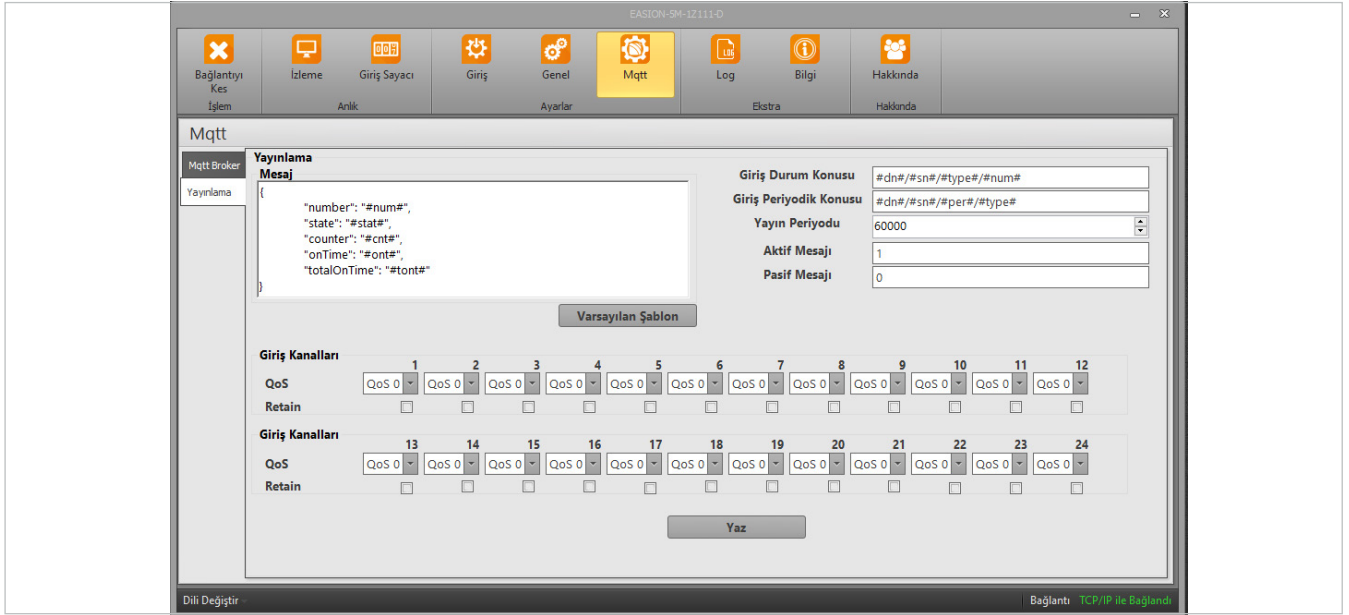 EASION-SM-1Z111-D
Bağlantıyı Kes
İzleme
Giriş Sayacı
Giriş
Genel
Mqtt
Log
Bilgi
Hakkında
İşlem
Anlık
Ayarlar
Ekstra
Hakkında
Mqtt
Mqtt Broker
Yayınlama
Yayınlama
Mesaj
{
"number": "#num#",
"state": "#stat#",
"counter": "#cnt#",
"onTime": "#ont#",
"totalOnTime": "#tont#"
}
Varsayılan Şablon
Giriş Durum Konusu #dn#/#sn#/#type#/#num#
Giriş Periyodik Konusu #dn#/#sn#/#per#/#type#
Yayın Periyodu 60000
Aktif Mesajı 1
Pasif Mesajı 0
Giriş Kanalları
1 2 3 4 5 6 7 8 9 10 11 12
QoS QoS 0 QoS 0 QoS 0 QoS 0 QoS 0 QoS 0 QoS 0 QoS 0 QoS 0 QoS 0 QoS 0 QoS 0
Retain
Giriş Kanalları
13 14 15 16 17 18 19 20 21 22 23 24
QoS QoS 0 QoS 0 QoS 0 QoS 0 QoS 0 QoS 0 QoS 0 QoS 0 QoS 0 QoS 0 QoS 0 QoS 0
Retain
Yaz
Dili Değiştir
Bağlantı TCP/IP ile Bağlandı